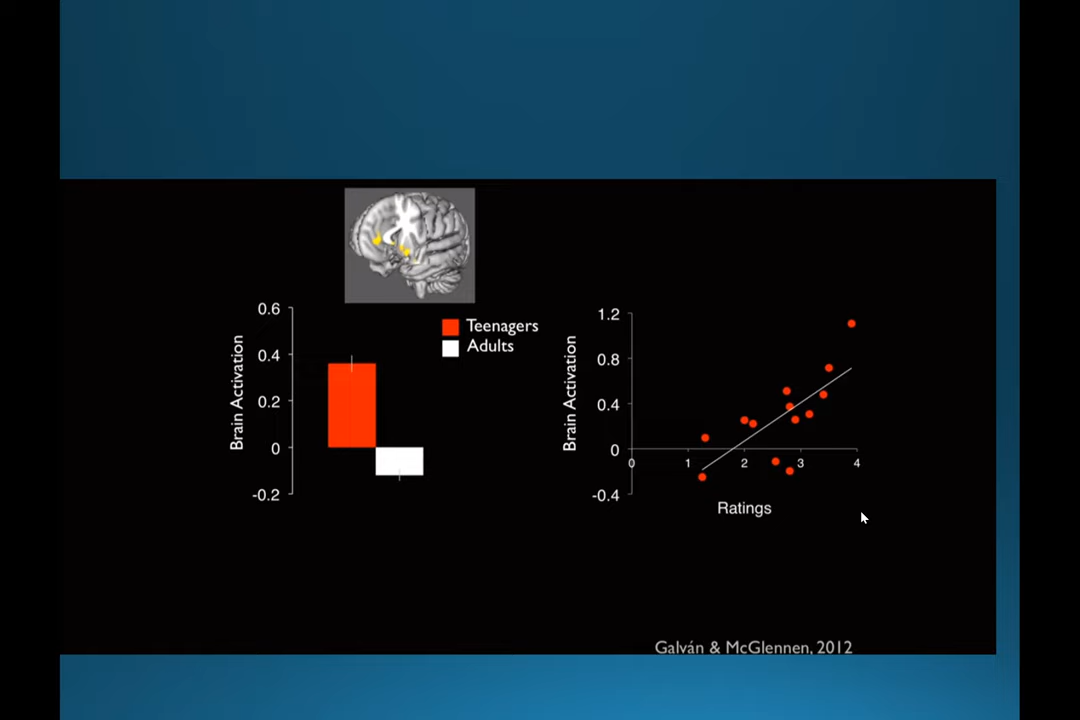 0.6
0.4
0.2
0
-0.2
Brain Activation
Teenagers
Adults
1.2
0.8
0.4
0
-0.4
Brain Activation
0 1 2 3 4
Ratings
Galván & McGlennen, 2012